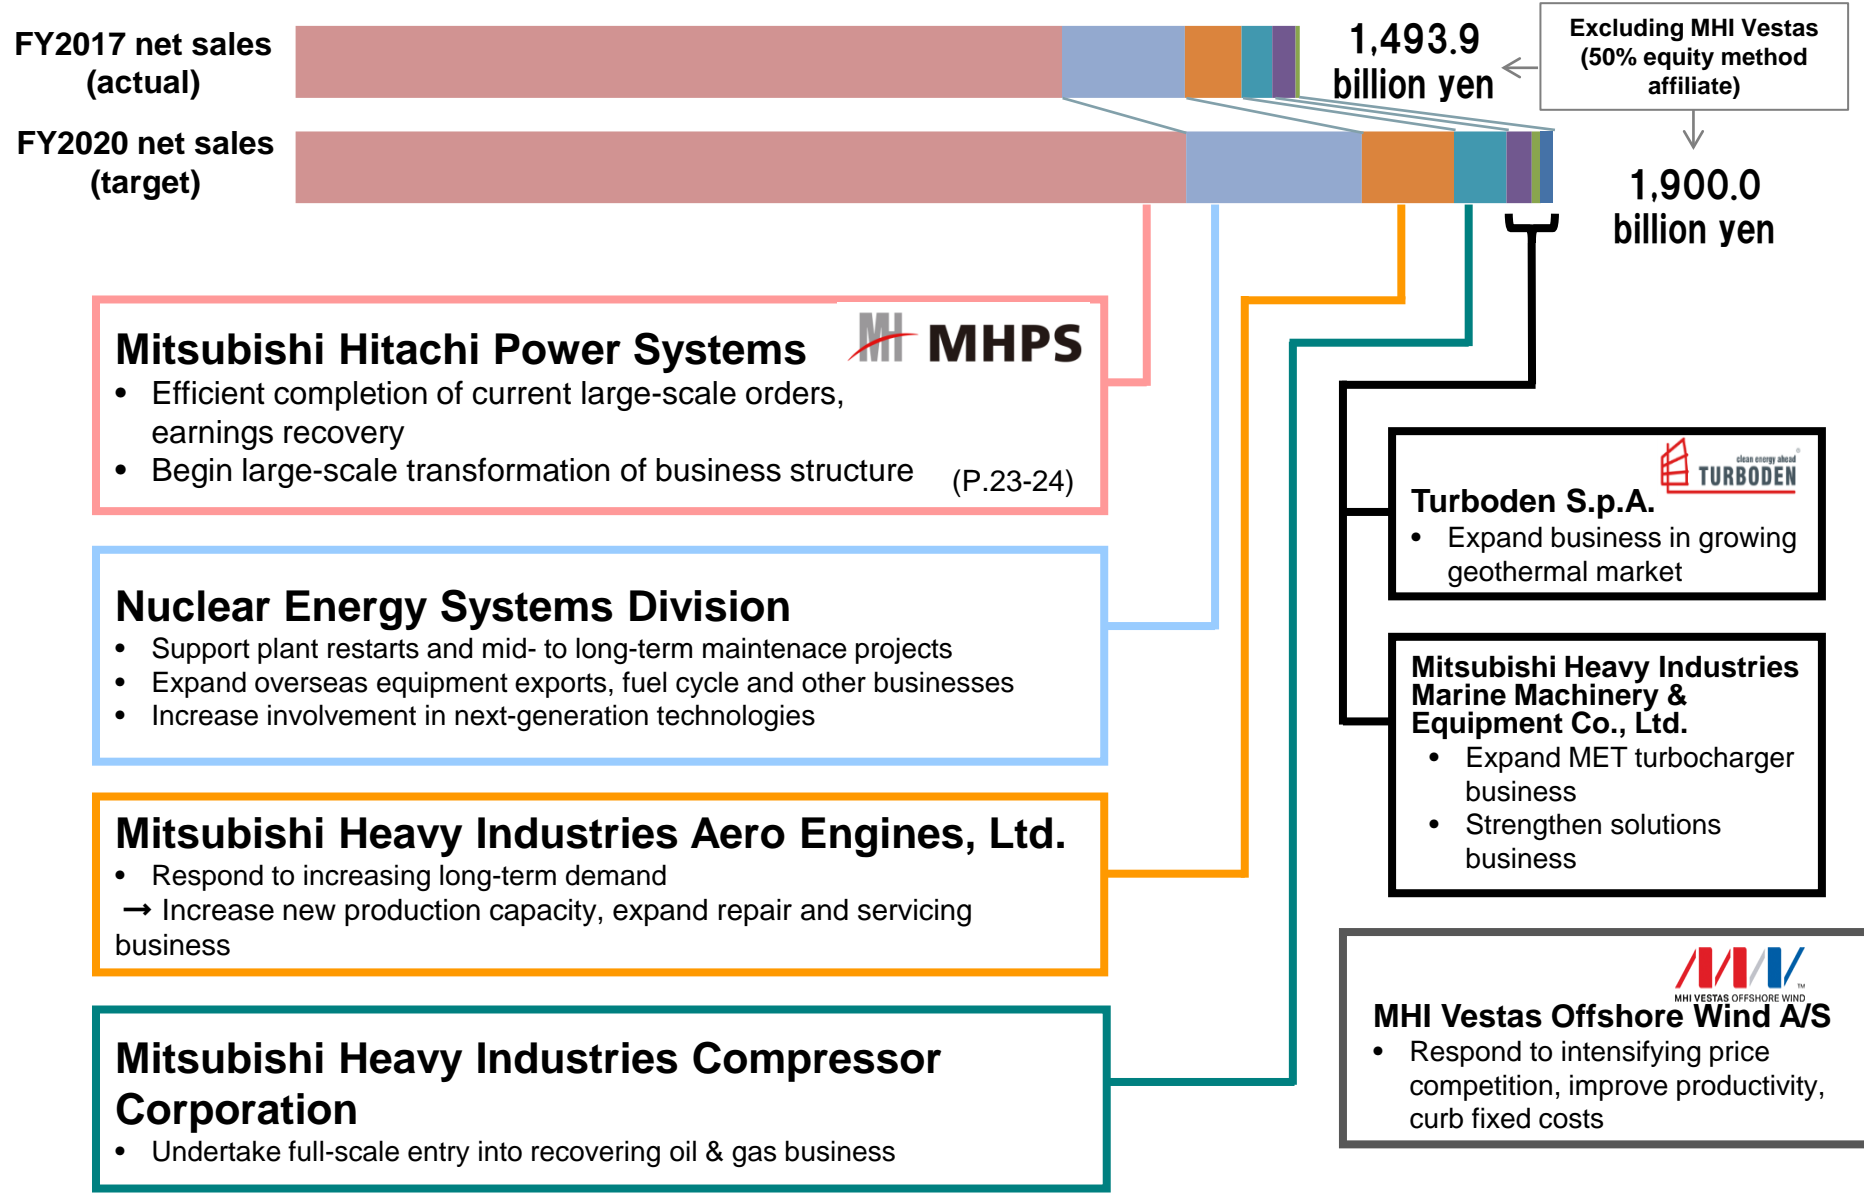 FY2017 net sales
(actual)
1,493.9
billion yen
Excluding MHI Vestas
(50% equity method
affiliate)
FY2020 net sales
(target)
1,900.0
billion yen
Mitsubishi Hitachi Power Systems
MHPS
• Efficient completion of current large-scale orders,
earnings recovery
• Begin large-scale transformation of business structure
(P.23-24)
Nuclear Energy Systems Division
• Support plant restarts and mid- to long-term maintenace projects
• Expand overseas equipment exports, fuel cycle and other businesses
• Increase involvement in next-generation technologies
Mitsubishi Heavy Industries Aero Engines, Ltd.
• Respond to increasing long-term demand
→ Increase new production capacity, expand repair and servicing
business
Mitsubishi Heavy Industries Compressor
Corporation
• Undertake full-scale entry into recovering oil & gas business
clean energy ahead
TURBODEN®
Turboden S.p.A.
• Expand business in growing
geothermal market
Mitsubishi Heavy Industries
Marine Machinery &
Equipment Co., Ltd.
• Expand MET turbocharger
business
• Strengthen solutions
business
MHI VESTAS OFFSHORE WIND
TM
MHI Vestas Offshore Wind A/S
• Respond to intensifying price
competition, improve productivity,
curb fixed costs